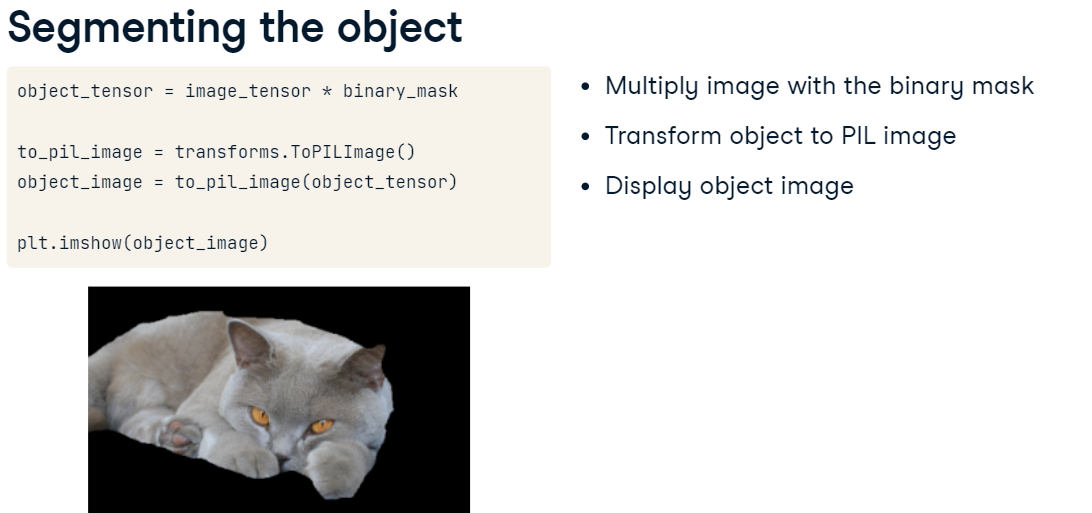 Segmenting the object
object_tensor = image_tensor * binary_mask
to_pil_image = transforms.ToPILImage()
object_image = to_pil_image(object_tensor)
plt.imshow(object_image)
• Multiply image with the binary mask
• Transform object to PIL image
• Display object image